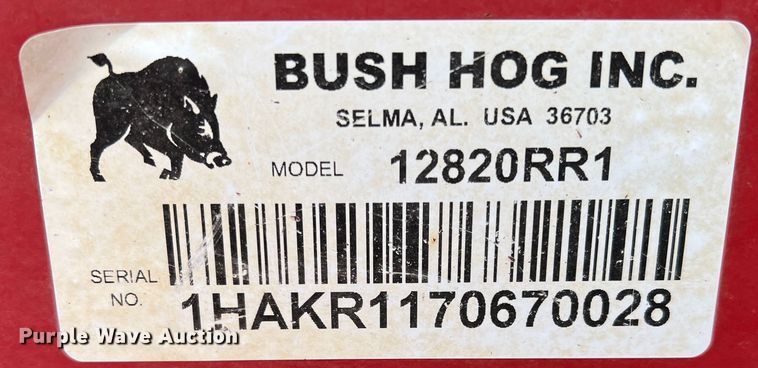 BUSH HOG INC.
SELMA, AL. USA 36703
MODEL 12820RR1
SERIAL NO. 1HAKR1170670028
Purple Wave Auction